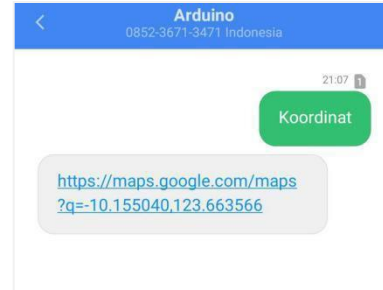 Arduino
0852-3671-3471 Indonesia
21:07 1
Koordinat
https://maps.google.com/maps
?q=-10.155040,123.663566